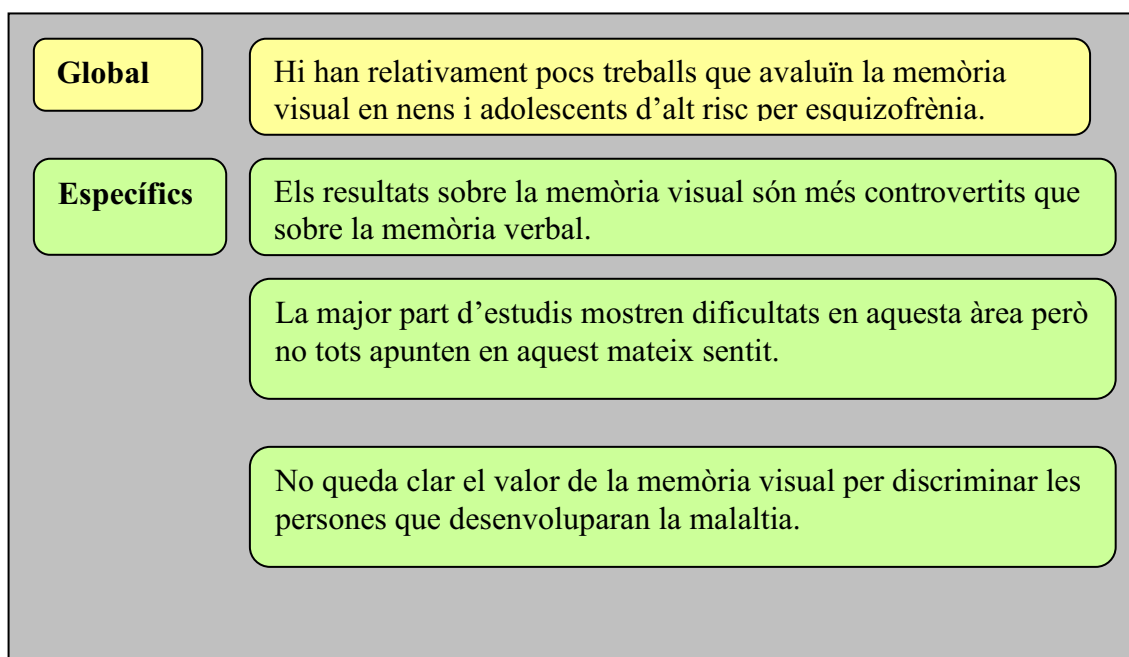 Global
Hi han relativament pocs treballs que avaluïn la memòria
visual en nens i adolescents d’alt risc per esquizofrènia.
Específics
Els resultats sobre la memòria visual són més controvertits que
sobre la memòria verbal.
La major part d’estudis mostren dificultats en aquesta àrea però
no tots apunten en aquest mateix sentit.
No queda clar el valor de la memòria visual per discriminar les
persones que desenvoluparan la malaltia.